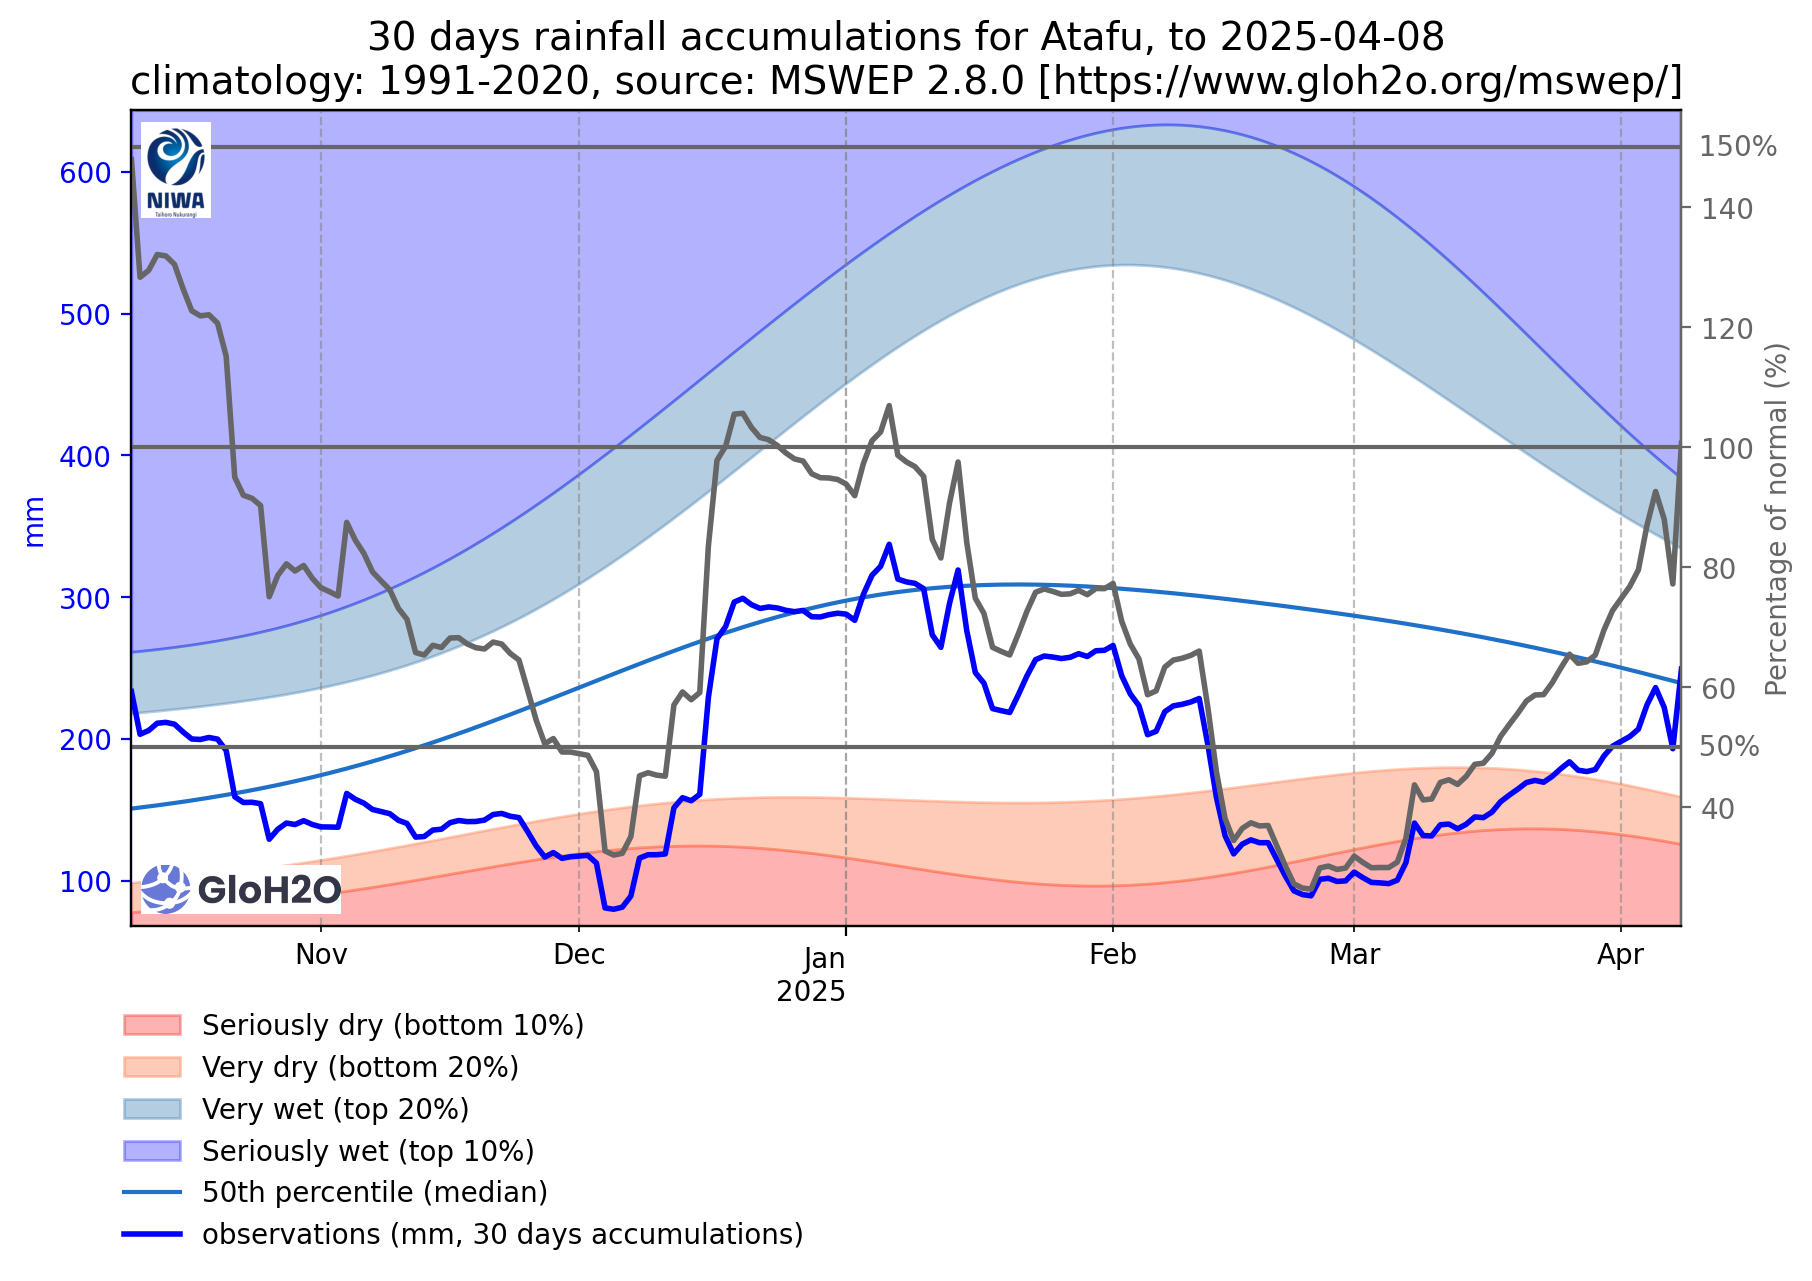 30 days rainfall accumulations for Atafu, to 2025-04-08
climatology: 1991-2020, source: MSWEP 2.8.0 [https://www.gloh2o.org/mswep/]
NIWA
Taihoro Nukurangi
600
500
400
300
200
100
mm
150%
140
120
100
80
60
50%
40
Percentage of normal (%)
GloH2O
Nov
Dec
Jan
2025
Feb
Mar
Apr
Seriously dry (bottom 10%)
Very dry (bottom 20%)
Very wet (top 20%)
Seriously wet (top 10%)
50th percentile (median)
observations (mm, 30 days accumulations)